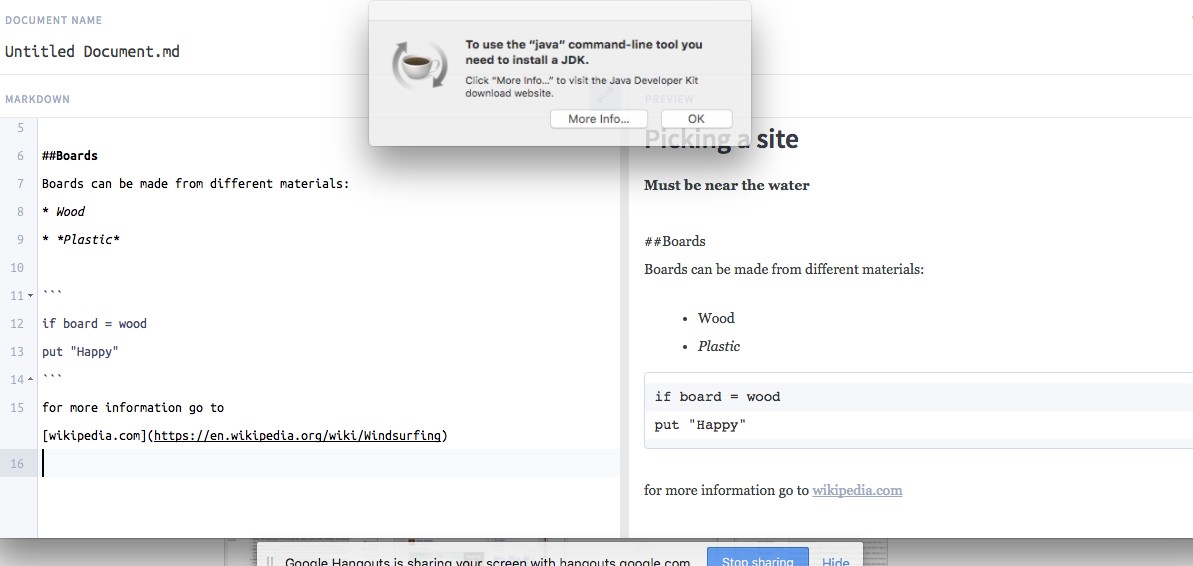 DOCUMENT NAME
Untitled Document.md
To use the “java” command-line tool you
need to install a JDK.
Click “More Info...” to visit the Java Developer Kit
download website.
More Info...
OK
MARKDOWN
PREVIEW
5
6 ##Boards
7 Boards can be made from different materials:
8 * Wood
9 * *Plastic*
10
11 ```
12 if board = wood
13 put "Happy"
14 ```
15 for more information go to
[wikipedia.com](https://en.wikipedia.org/wiki/Windsurfing)
16
Picking a site
Must be near the water
##Boards
Boards can be made from different materials:
• Wood
• Plastic
if board = wood
put "Happy"
for more information go to wikipedia.com
Google Hangouts is sharing your screen with hangouts.google.com.
Stop sharing
Hide